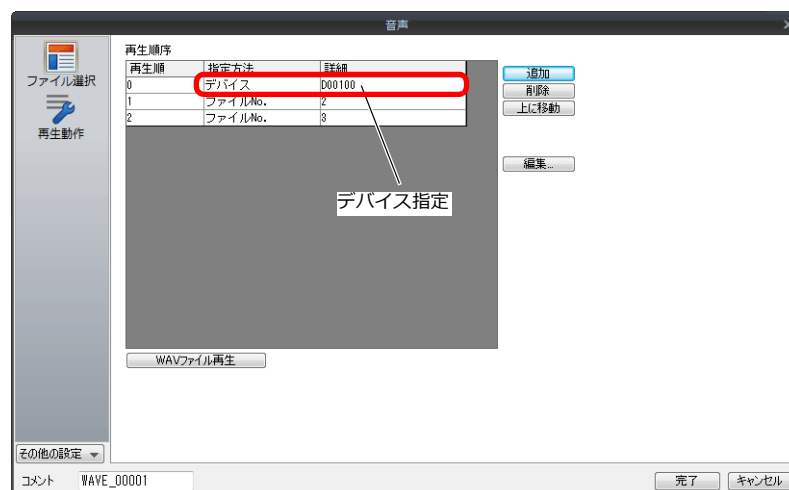 音声
ファイル選択
再生動作
再生順序
再生順 指定方法 詳細
0 デバイス D00100
1 ファイルNo. 2
2 ファイルNo. 3
追加
削除
上に移動
編集...
デバイス指定
WAVファイル再生
その他の設定
コメント WAVE_00001
完了 キャンセル